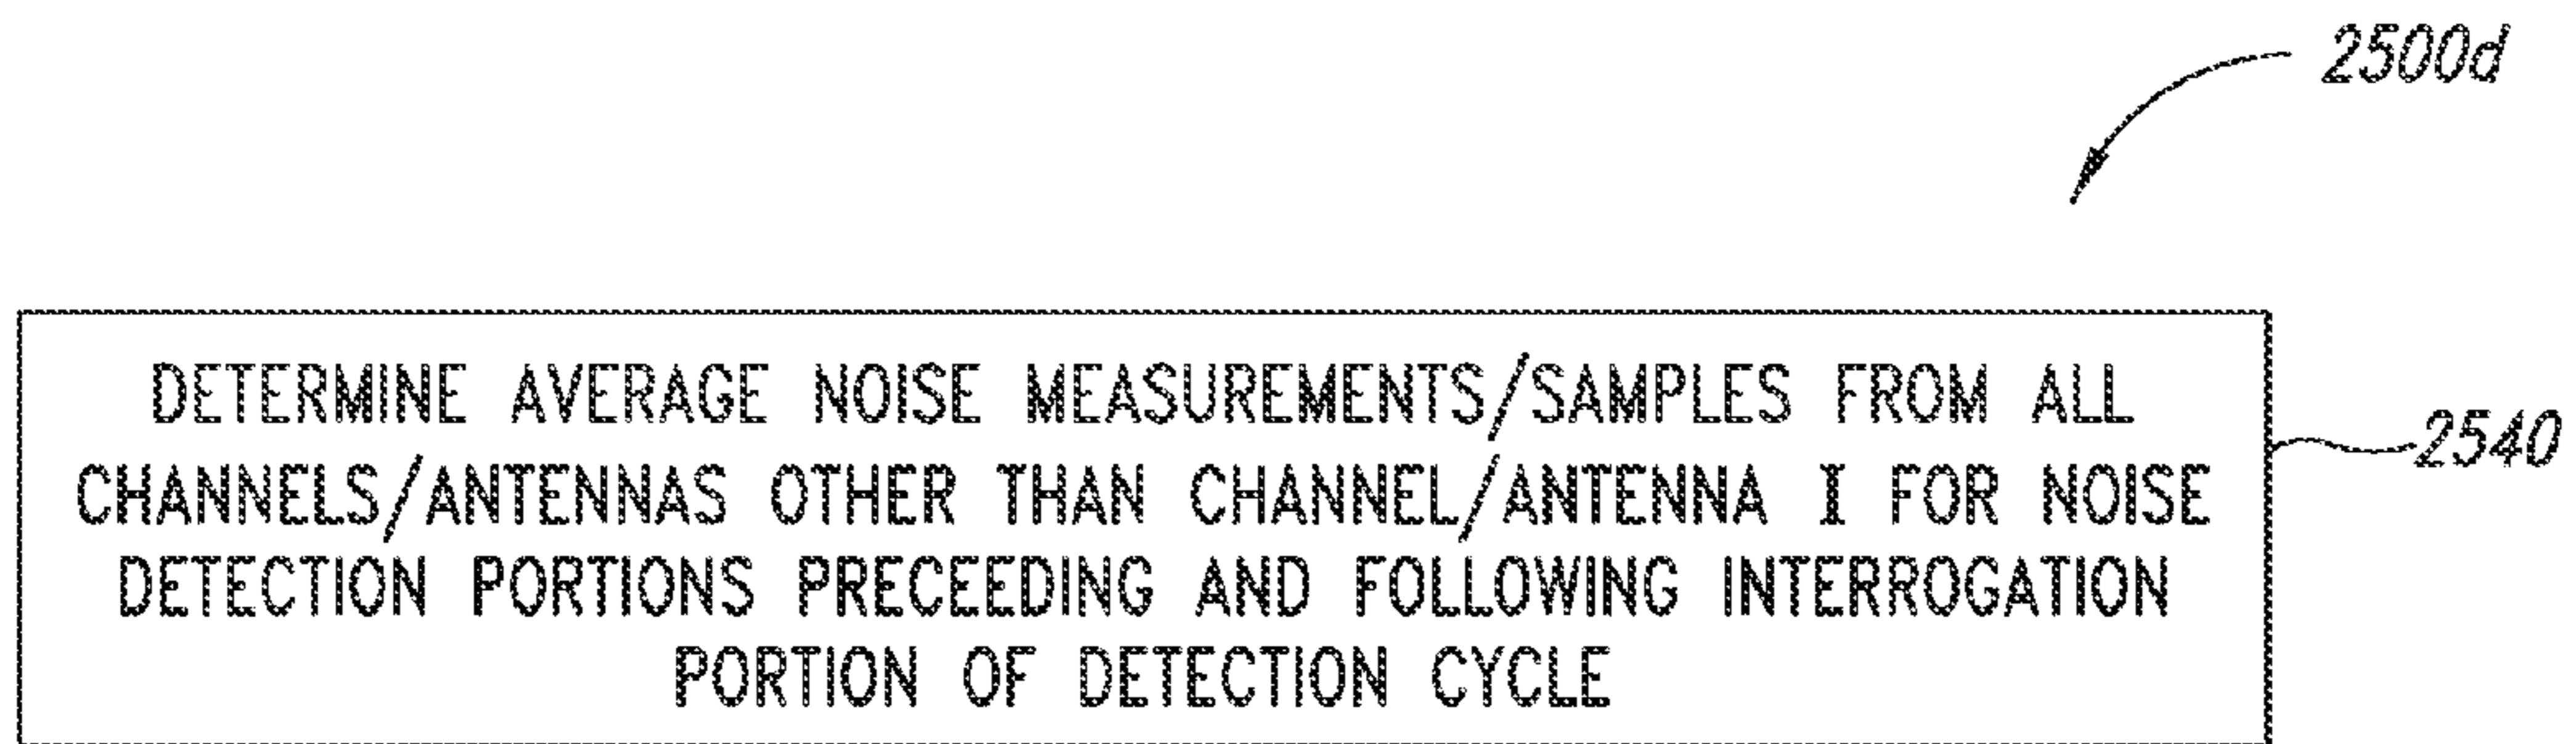 2500d
DETERMINE AVERAGE NOISE MEASUREMENTS/SAMPLES FROM ALL
CHANNELS/ANTENNAS OTHER THAN CHANNEL/ANTENNA I FOR NOISE
DETECTION PORTIONS PRECEEDING AND FOLLOWING INTERROGATION
PORTION OF DETECTION CYCLE
2540